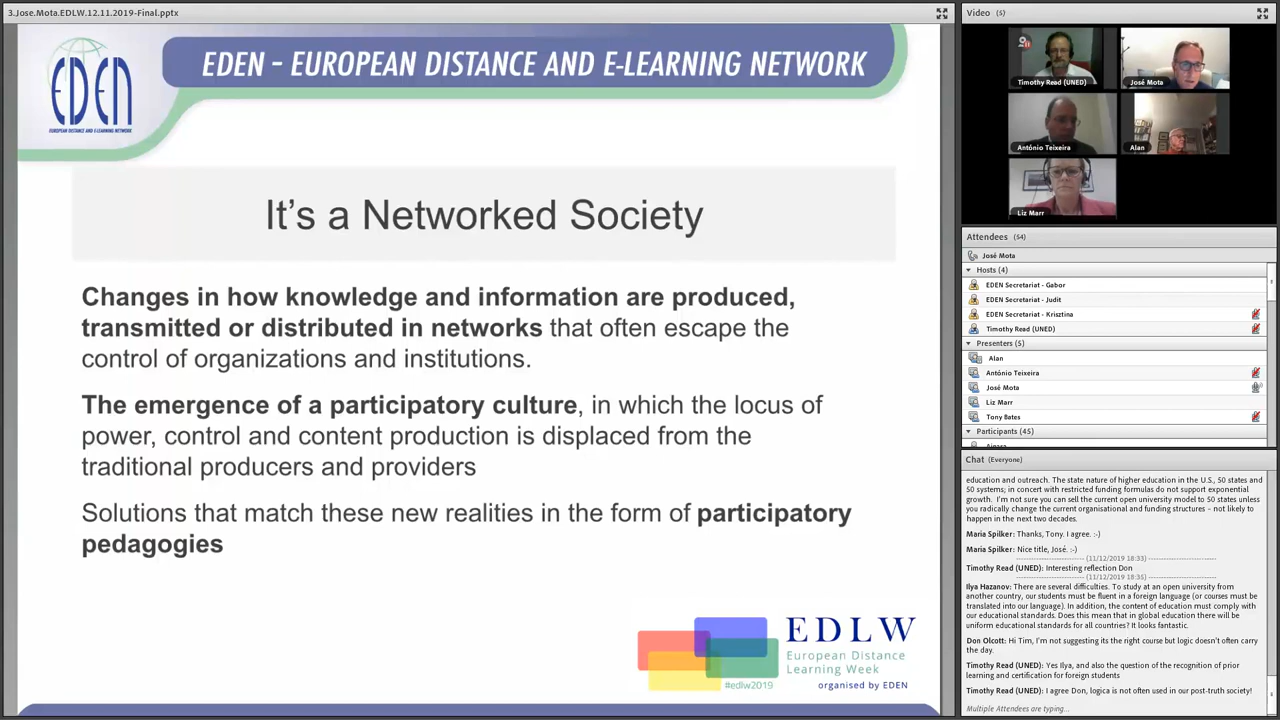 3.Jose.Mota.EDLW.12.11.2019-Final.pptx
EDEN
EUROPEAN DISTANCE AND E-LEARNING NETWORK
EDEN - EUROPEAN DISTANCE AND E-LEARNING NETWORK
It's a Networked Society
Changes in how knowledge and information are produced,
transmitted or distributed in networks that often escape the
control of organizations and institutions.
The emergence of a participatory culture, in which the locus of
power, control and content production is displaced from the
traditional producers and providers
Solutions that match these new realities in the form of participatory
pedagogies
EDLW
European Distance
Learning Week
#edlw2019
organised by EDEN
Video (5)
Timothy Read (UNED)
José Mota
António Teixeira
Alan
Liz Marr
Attendees (54)
José Mota
Hosts (4)
EDEN Secretariat - Gabor
EDEN Secretariat - Judit
EDEN Secretariat - Krisztina
Timothy Read (UNED)
Presenters (5)
Alan
António Teixeira
José Mota
Liz Marr
Tony Bates
Participants (45)
Chat (Everyone)
education and outreach. The state nature of higher education in the U.S., 50 states and
50 systems; in concert with restricted funding formulas do not support exponential
growth. I'm not sure you can sell the current open university model to 50 states unless
you radically change the current organisational and funding structures - not likely to
happen in the next two decades.
Maria Spilker: Thanks, Tony. I agree. :-)
Maria Spilker: Nice title, José. :-)
(11/12/2019 18:33)
Timothy Read (UNED): Interesting reflection Don
(11/12/2019 18:35)
Ilya Hazanov: There are several difficulties. To study at an open university from
another country, our students must be fluent in a foreign language (or courses must be
translated into our language). In addition, the content of education must comply with
our educational standards. Does this mean that in global education there will be
uniform educational standards for all countries? It looks fantastic.
Don Olcott: Hi Tim, I'm not suggesting its the right course but logic doesn't often carry
the day.
Timothy Read (UNED): Yes Ilya, and also the question of the recognition of prior
learning and certification for foreign students
Timothy Read (UNED): I agree Don, logica is not often used in our post-truth society!
Multiple Attendees are typing...